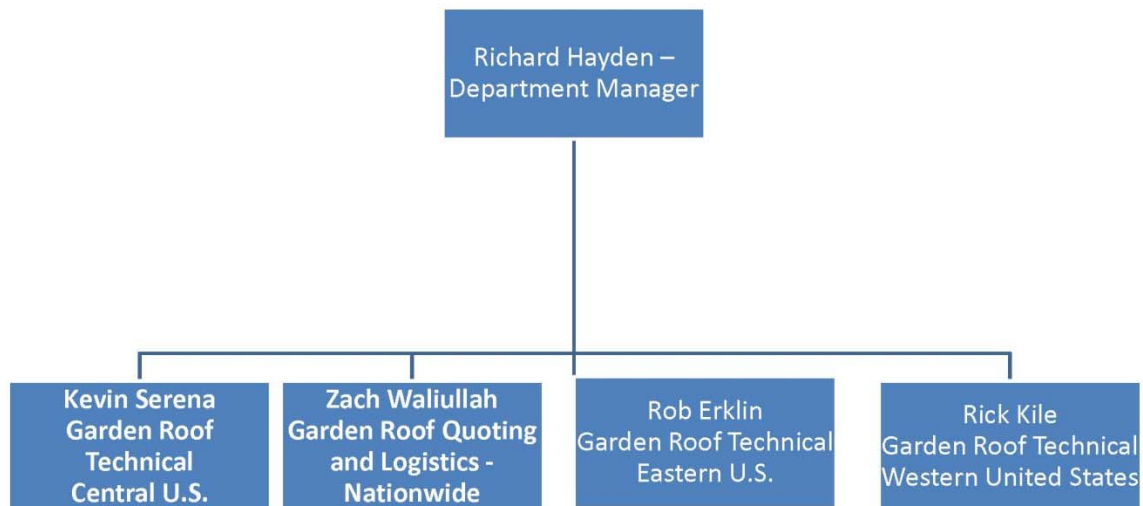 Richard Hayden –
Department Manager
Kevin Serena
Garden Roof
Technical
Central U.S.
Zach Waliullah
Garden Roof Quoting
and Logistics -
Nationwide
Rob Erklin
Garden Roof Technical
Eastern U.S.
Rick Kile
Garden Roof Technical
Western United States